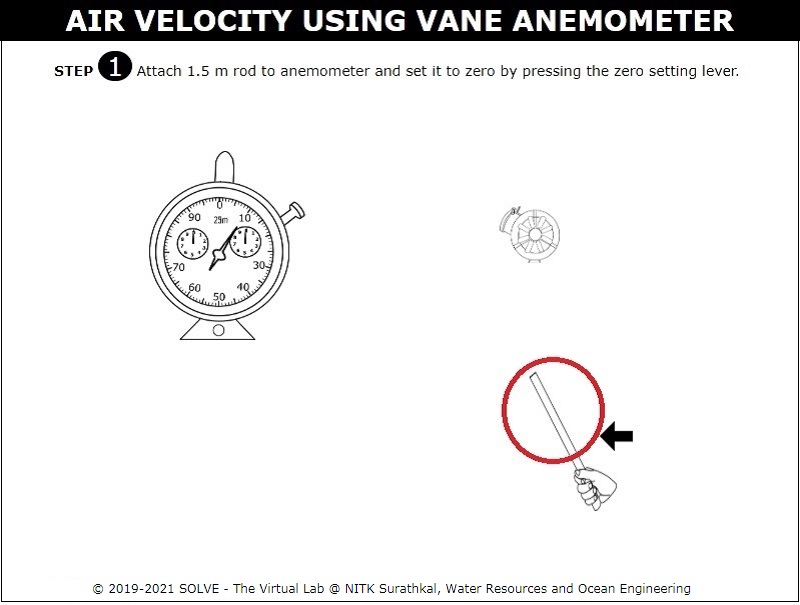 AIR VELOCITY USING VANE ANEMOMETER
STEP 1 Attach 1.5 m rod to anemometer and set it to zero by pressing the zero setting lever.
0
90 29m 10
70 30
60 40
50
© 2019-2021 SOLVE - The Virtual Lab @ NITK Surathkal, Water Resources and Ocean Engineering